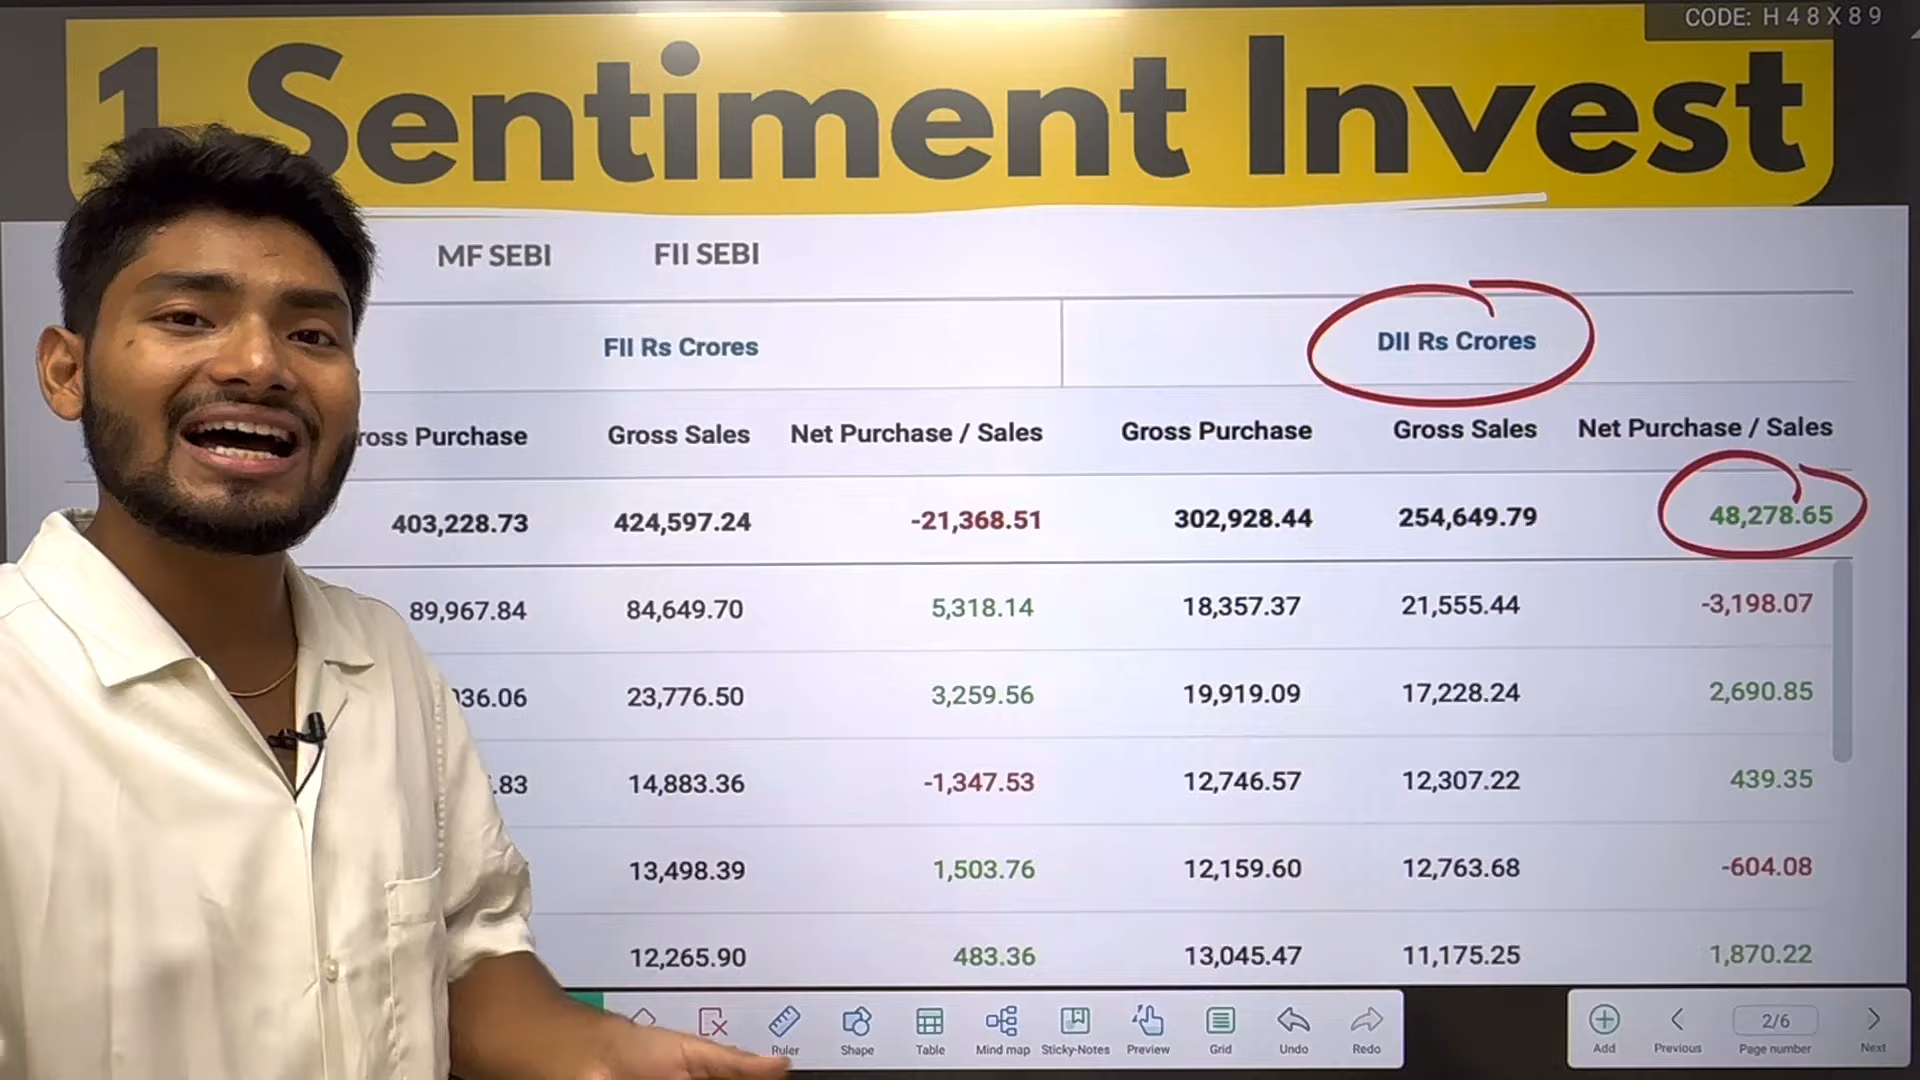 CODE: H48X89
1 Sentiment Invest
MF SEBI FII SEBI
FII Rs Crores DII Rs Crores
ross Purchase Gross Sales Net Purchase / Sales Gross Purchase Gross Sales Net Purchase / Sales
403,228.73 424,597.24 -21,368.51 302,928.44 254,649.79 48,278.65
89,967.84 84,649.70 5,318.14 18,357.37 21,555.44 -3,198.07
036.06 23,776.50 3,259.56 19,919.09 17,228.24 2,690.85
.83 14,883.36 -1,347.53 12,746.57 12,307.22 439.35
13,498.39 1,503.76 12,159.60 12,763.68 -604.08
12,265.90 483.36 13,045.47 11,175.25 1,870.22
Ruler Shape Table Mind map Sticky-Notes Preview Grid Undo Redo Add Previous 2/6 Page number Next